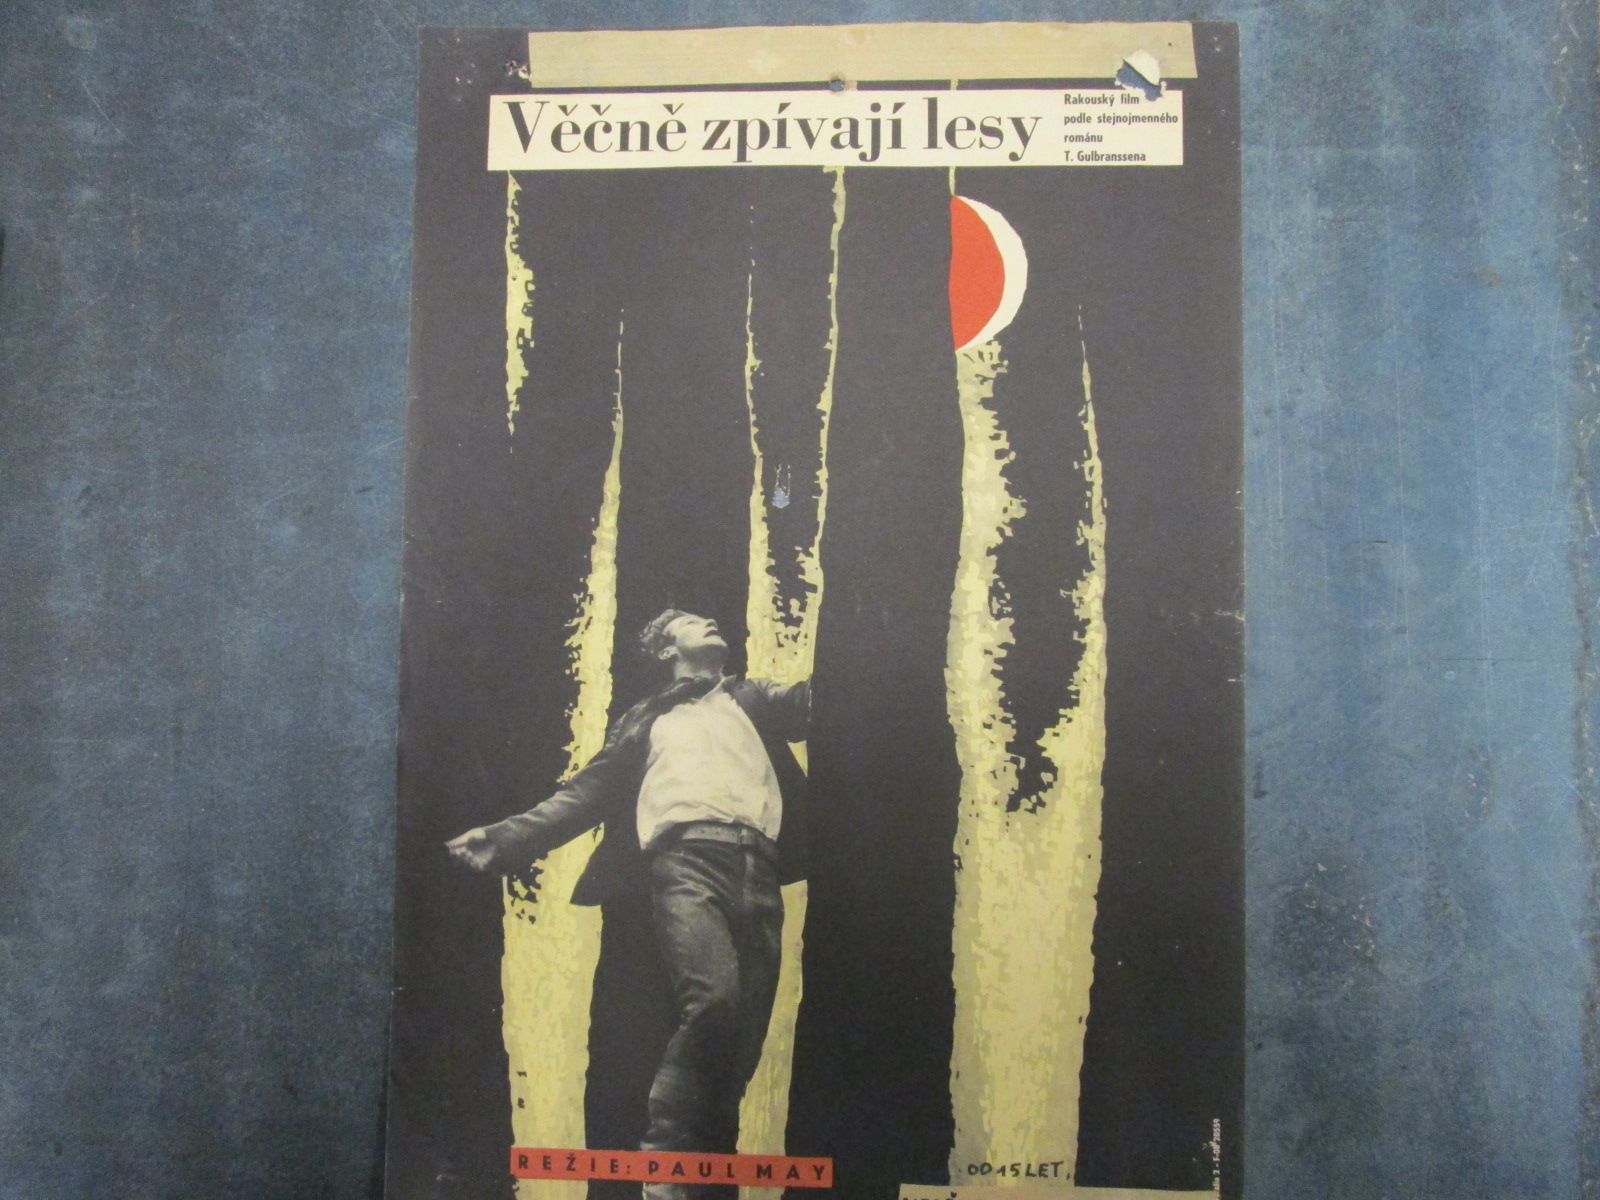 Věčně zpívají lesy
Rakouský film
podle stejnojmenného
románu
T. Gulbranssena
REŽIE: PAUL MAY
OD 15 LET.